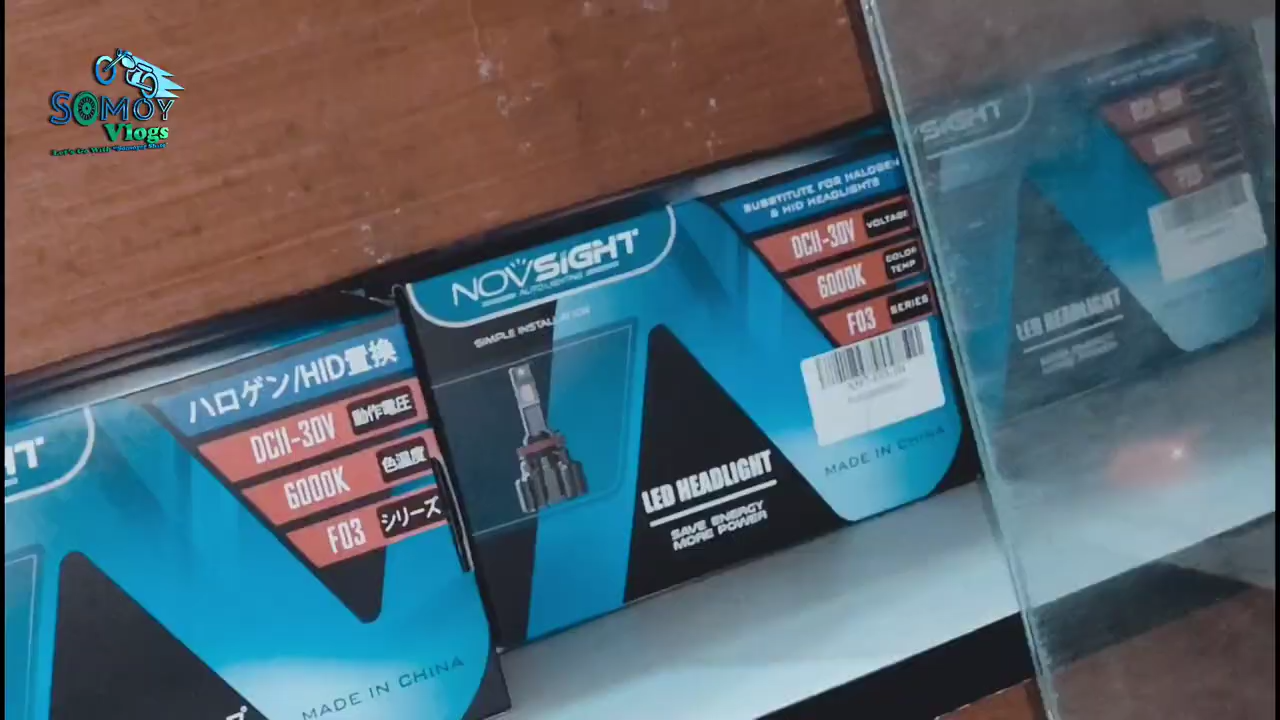 SOMOY
Vlogs
NOVSIGHT
AUTO LIGHTING
SIMPLE INSTALLATION
SUBSTITUTE FOR HALOGEN
& HID HEADLIGHTS
DC11-30V VOLTAGE
6000K COLOR TEMP
F03 SERIES
LED HEADLIGHT
SAVE ENERGY
MORE POWER
MADE IN CHINA
ハロゲン/HID置換
DC11-30V 動作電圧
6000K 色温度
F03 シリーズ
MADE IN CHINA
SIGHT
LED HEADLIGHT